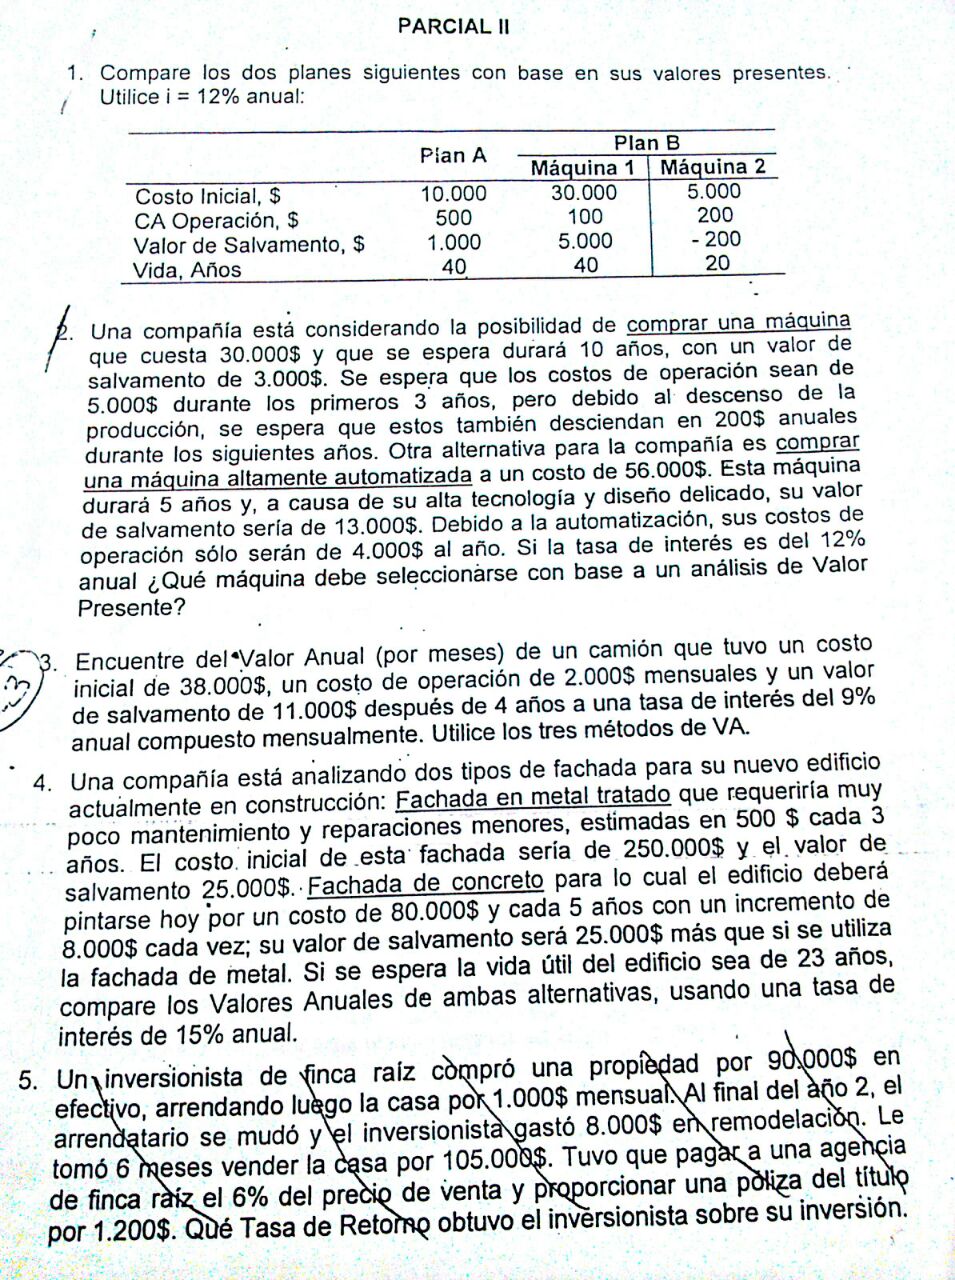 PARCIAL II
1. Compare los dos planes siguientes con base en sus valores presentes.
Utilice i = 12% anual:
Plan A Plan B
Máquina 1 Máquina 2
Costo Inicial, $ 10.000 30.000 5.000
CA Operación, $ 500 100 200
Valor de Salvamento, $ 1.000 5.000 - 200
Vida, Años 40 40 20
2. Una compañía está considerando la posibilidad de comprar una máquina
que cuesta 30.000$ y que se espera durará 10 años, con un valor de
salvamento de 3.000$. Se espera que los costos de operación sean de
5.000$ durante los primeros 3 años, pero debido al descenso de la
producción, se espera que estos también desciendan en 200$ anuales
durante los siguientes años. Otra alternativa para la compañía es comprar
una máquina altamente automatizada a un costo de 56.000$. Esta máquina
durará 5 años y, a causa de su alta tecnología y diseño delicado, su valor
de salvamento sería de 13.000$. Debido a la automatización, sus costos de
operación sólo serán de 4.000$ al año. Si la tasa de interés es del 12%
anual ¿Qué máquina debe seleccionarse con base a un análisis de Valor
Presente?
3. Encuentre del Valor Anual (por meses) de un camión que tuvo un costo
inicial de 38.000$, un costo de operación de 2.000$ mensuales y un valor
de salvamento de 11.000$ después de 4 años a una tasa de interés del 9%
anual compuesto mensualmente. Utilice los tres métodos de VA.
4. Una compañía está analizando dos tipos de fachada para su nuevo edificio
actualmente en construcción: Fachada en metal tratado que requeriría muy
poco mantenimiento y reparaciones menores, estimadas en 500 $ cada 3
años. El costo inicial de esta fachada sería de 250.000$ y el valor de
salvamento 25.000$. Fachada de concreto para lo cual el edificio deberá
pintarse hoy por un costo de 80.000$ y cada 5 años con un incremento de
8.000$ cada vez; su valor de salvamento será 25.000$ más que si se utiliza
la fachada de metal. Si se espera la vida útil del edificio sea de 23 años,
compare los Valores Anuales de ambas alternativas, usando una tasa de
interés de 15% anual.
5. Un inversionista de finca raíz compró una propiedad por 90.000$ en
efectivo, arrendando luego la casa por 1.000$ mensual. Al final del año 2, el
arrendatario se mudó y el inversionista gastó 8.000$ en remodelación. Le
tomó 6 meses vender la casa por 105.000$. Tuvo que pagar a una agencia
de finca raíz el 6% del precio de venta y proporcionar una póliza del título
por 1.200$. Qué Tasa de Retorno obtuvo el inversionista sobre su inversión.